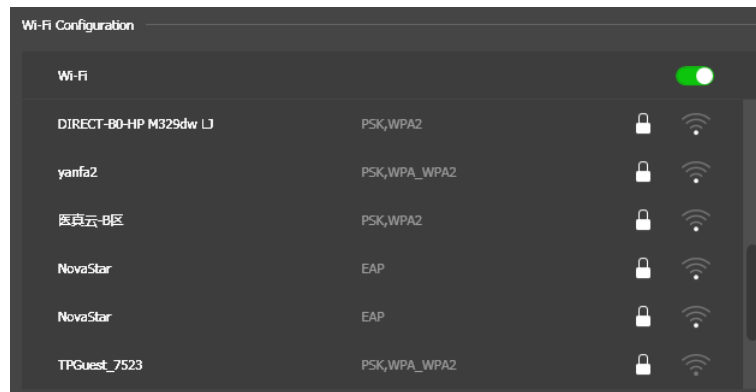 Wi-Fi Configuration
Wi-Fi
DIRECT-B0-HP M329dw LJ PSK,WPA2
yanfa2 PSK,WPA_WPA2
医真云-B区 PSK,WPA2
NovaStar EAP
NovaStar EAP
TPGuest_7523 PSK,WPA_WPA2